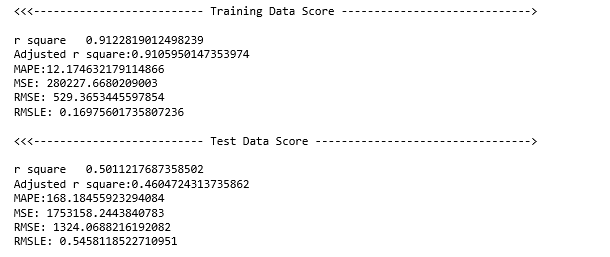 <<<-------------------------- Training Data Score ----------------------------->
r square   0.9122819012498239
Adjusted r square:0.9105950147353974
MAPE:12.174632179114866
MSE: 280227.6680209003
RMSE: 529.3653445597854
RMSLE: 0.16975601735807236
<<<-------------------------- Test Data Score --------------------------------->
r square   0.5011217687358502
Adjusted r square:0.4604724313735862
MAPE:168.18455923294084
MSE: 1753158.2443840783
RMSE: 1324.0688216192082
RMSLE: 0.5458118522710951